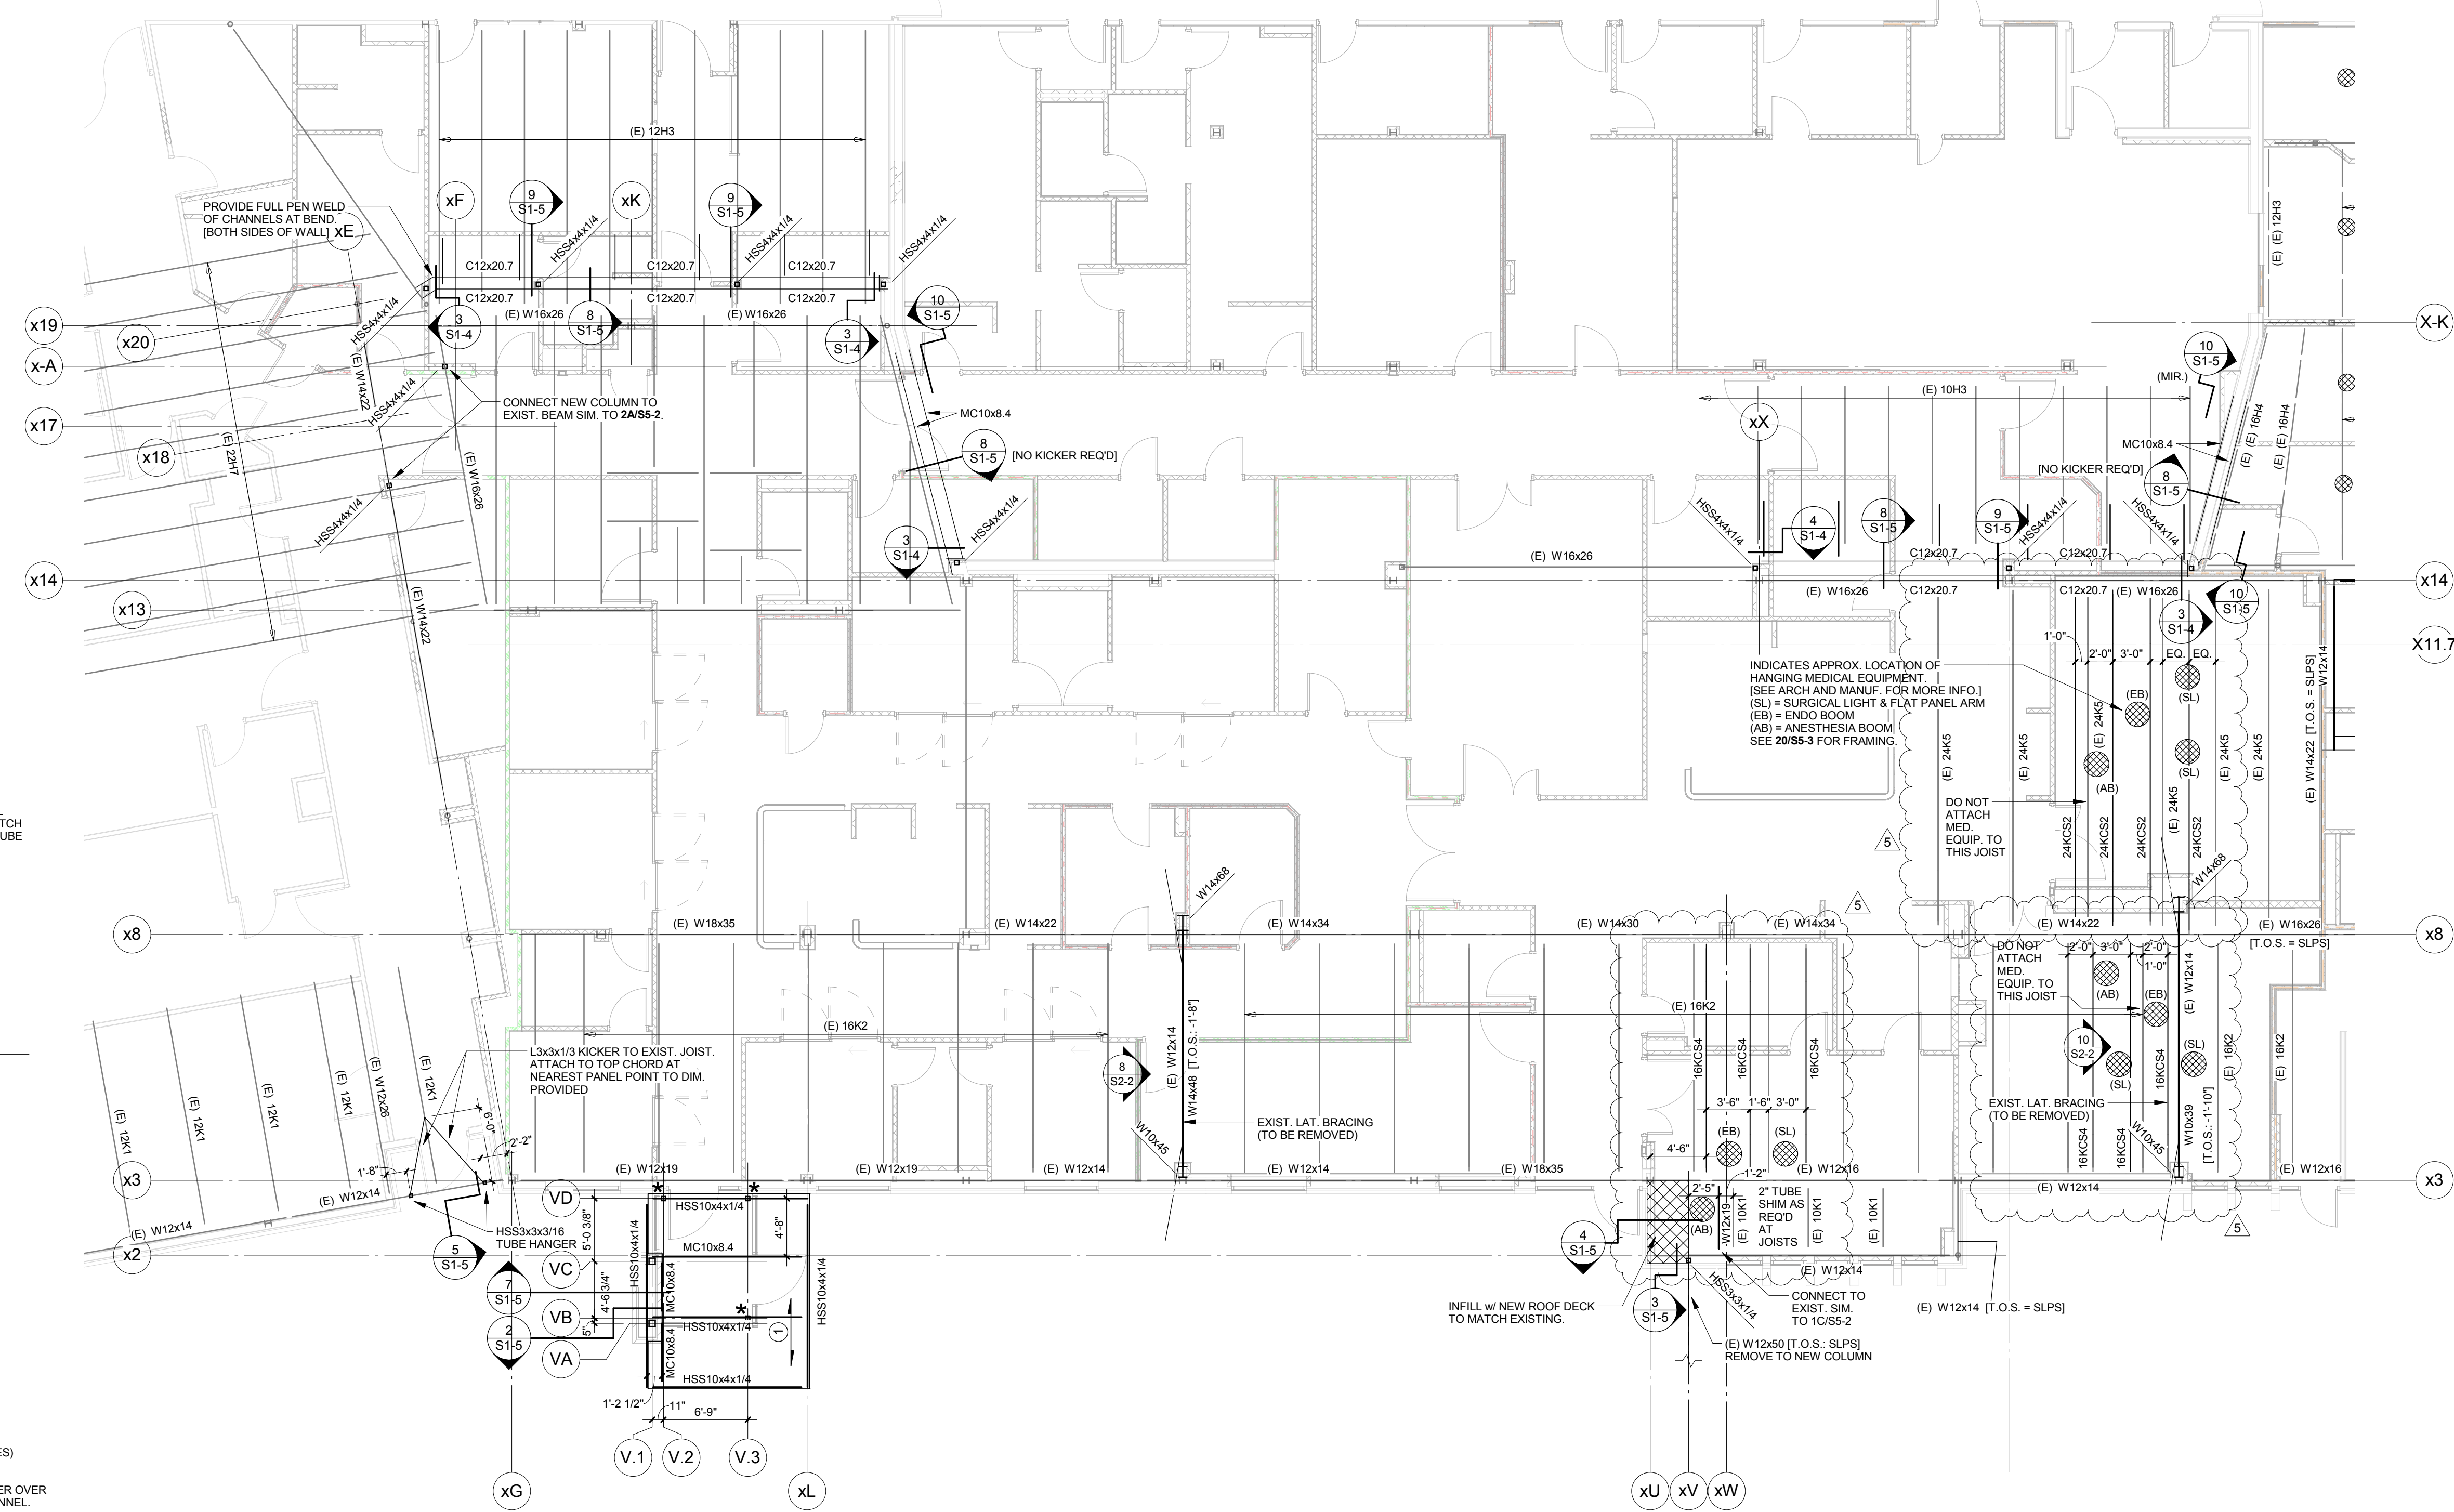 (E) 12H3
xF
9
S1-5
xK
9
S1-5
PROVIDE FULL PEN WELD
OF CHANNELS AT BEND.
[BOTH SIDES OF WALL]
xE
HSS4x4x1/4
HSS4x4x1/4
HSS4x4x1/4
(E) (E) 12H3
C12x20.7
C12x20.7
C12x20.7
C12x20.7
C12x20.7
C12x20.7
HSS4x4x1/4
(E) W16x26
(E) W16x26
3
S1-4
8
S1-5
3
S1-4
10
S1-5
x19
x20
X-K
x-A
(E) W14x22
HSS4x4x1/4
10
S1-5
(MIR.)
CONNECT NEW COLUMN TO
EXIST. BEAM SIM. TO 2A/S5-2.
MC10x8.4
(E) 10H3
xX
x17
x18
(E) 22H7
(E) W16x26
8
S1-5
[NO KICKER REQ'D]
MC10x8.4
(E) (E) 16H4
(E) (E) 16H4
[NO KICKER REQ'D]
8
S1-5
HSS4x4x1/4
HSS4x4x1/4
3
S1-4
HSS4x4x1/4
4
S1-4
8
S1-5
9
S1-5
HSS4x4x1/4
HSS4x4x1/4
(E) W16x26
C12x20.7
C12x20.7
x14
x14
(E) W16x26
C12x20.7
C12x20.7
(E) W16x26
10
S1-5
3
S1-4
x13
(E) W14x22
X11.7
1'-0"
2'-0"
3'-0"
EQ.
EQ.
INDICATES APPROX. LOCATION OF
HANGING MEDICAL EQUIPMENT.
[SEE ARCH AND MANUF. FOR MORE INFO.]
(SL) = SURGICAL LIGHT & FLAT PANEL ARM
(EB) = ENDO BOOM
(AB) = ANESTHESIA BOOM
SEE 20/S5-3 FOR FRAMING.
(EB)
(SL)
(SL)
(AB)
(E) 24K5
(E) 24K5
(E) 24K5
(E) 24K5
(E) 24K5
(E) 24K5
(E) W14x22 [T.O.S. = SLPS]
W12x14
DO NOT
ATTACH
MED.
EQUIP. TO
THIS JOIST
24KCS2
24KCS2
24KCS2
24KCS2
5
TCH
UBE
W14x68
W14x68
5
x8
(E) W18x35
(E) W14x22
(E) W14x34
(E) W14x30
(E) W14x34
(E) W14x22
(E) W16x26
[T.O.S. = SLPS]
x8
DO NOT
ATTACH
MED.
EQUIP. TO
THIS JOIST
2'-0"
3'-0"
2'-0"
1'-0"
(AB)
(EB)
(E) W12x14
(E) 16K2
(E) 16K2
L3x3x1/3 KICKER TO EXIST. JOIST.
ATTACH TO TOP CHORD AT
NEAREST PANEL POINT TO DIM.
PROVIDED
8
S2-2
(E) W12x14
W14x48 [T.O.S.: -1'-8"]
EXIST. LAT. BRACING
(TO BE REMOVED)
W10x45
16KCS4
16KCS4
16KCS4
3'-6"
1'-6"
3'-0"
(EB)
(SL)
4'-6"
10
S2-2
(SL)
(SL)
16KCS4
(E) 16K2
(E) 16K2
EXIST. LAT. BRACING
(TO BE REMOVED)
16KCS4
16KCS4
W10x45
W10x39
[T.O.S.: -1'-10"]
(E) 12K1
(E) 12K1
(E) 12K1
(E) 12K1
(E) W12x26
(E) 12K1
6'-0"
2'-2"
1'-8"
x3
(E) W12x14
(E) W12x14
(E) W12x19
(E) W12x19
(E) W12x14
(E) W12x14
(E) W18x35
(E) W12x16
(E) W12x14
(E) W12x16
x3
HSS3x3x3/16
TUBE HANGER
x2
5
S1-5
VD
VC
VB
VA
*
*
*
HSS10x4x1/4
5'-0 3/8"
4'-8"
HSS10x4x1/4
MC10x8.4
HSS10x4x1/4
4'-6 3/4"
MC10x8.4
5"
HSS10x4x1/4
1
MC10x8.4
HSS10x4x1/4
7
S1-5
2
S1-5
1'-2 1/2"
11"
6'-9"
V.1
V.2
V.3
xG
xL
2'-5"
1'-2"
(AB)
W12x19
(E) 10K1
2" TUBE
SHIM AS
REQ'D
AT
JOISTS
(E) 10K1
(E) 10K1
4
S1-5
(E) W12x14
3
S1-5
HSS3x3x1/4
INFILL w/ NEW ROOF DECK
TO MATCH EXISTING.
CONNECT TO
EXIST. SIM.
TO 1C/S5-2
(E) W12x14 [T.O.S. = SLPS]
5
(E) W12x50 [T.O.S.: SLPS]
REMOVE TO NEW COLUMN
xU
xV
xW
ES)
ER OVER
NNEL.